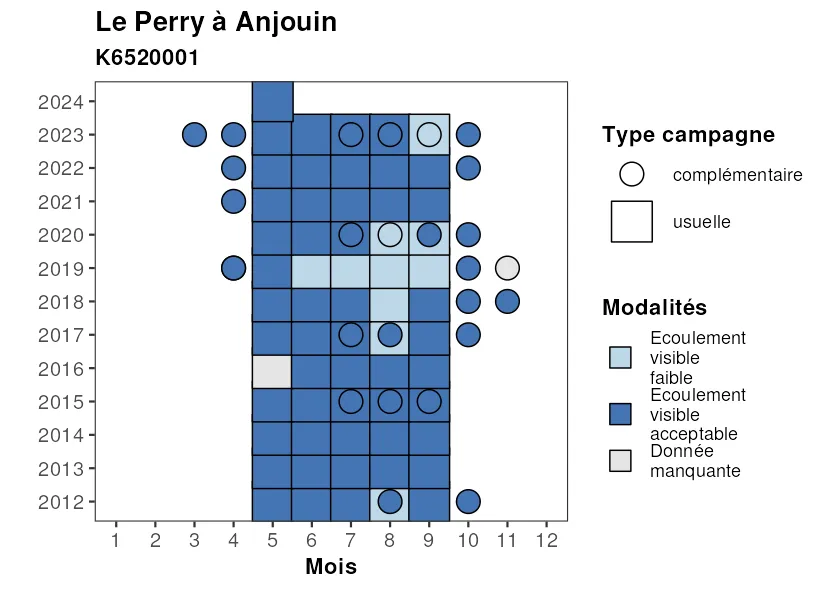 Le Perry à Anjouin
K6520001
2024
2023
2022
2021
2020
2019
2018
2017
2016
2015
2014
2013
2012
1 2 3 4 5 6 7 8 9 10 11 12
Mois
Type campagne
complémentaire
usuelle
Modalités
Ecoulement
visible
faible
Ecoulement
visible
acceptable
Donnée
manquante